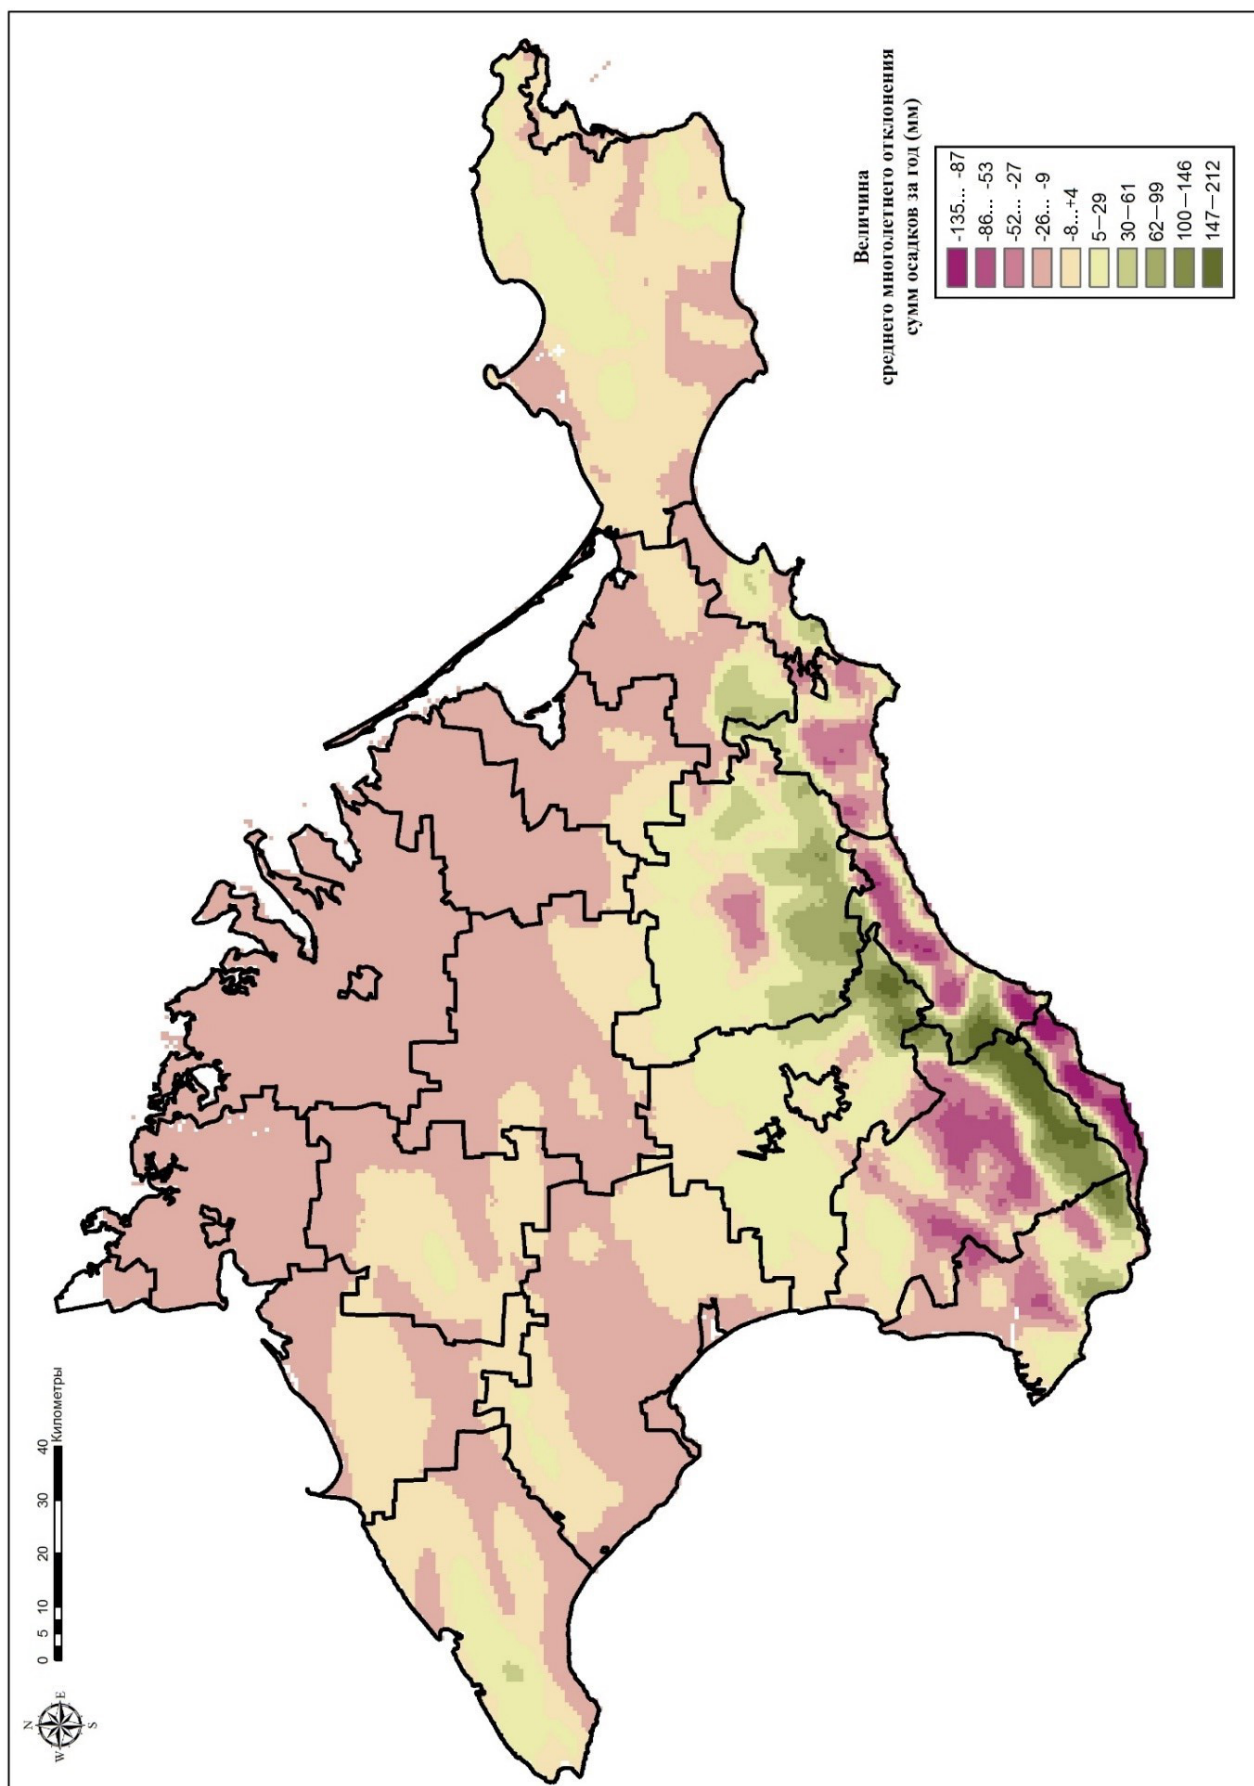 N
W
E
S
0 5 10 20 30 40
Километры
Величина
среднего многолетнего отклонения
сумм осадков за год (мм)
-135... -87
-86... -53
-52... -27
-26... -9
-8...+4
5—29
30—61
62—99
100—146
147—212